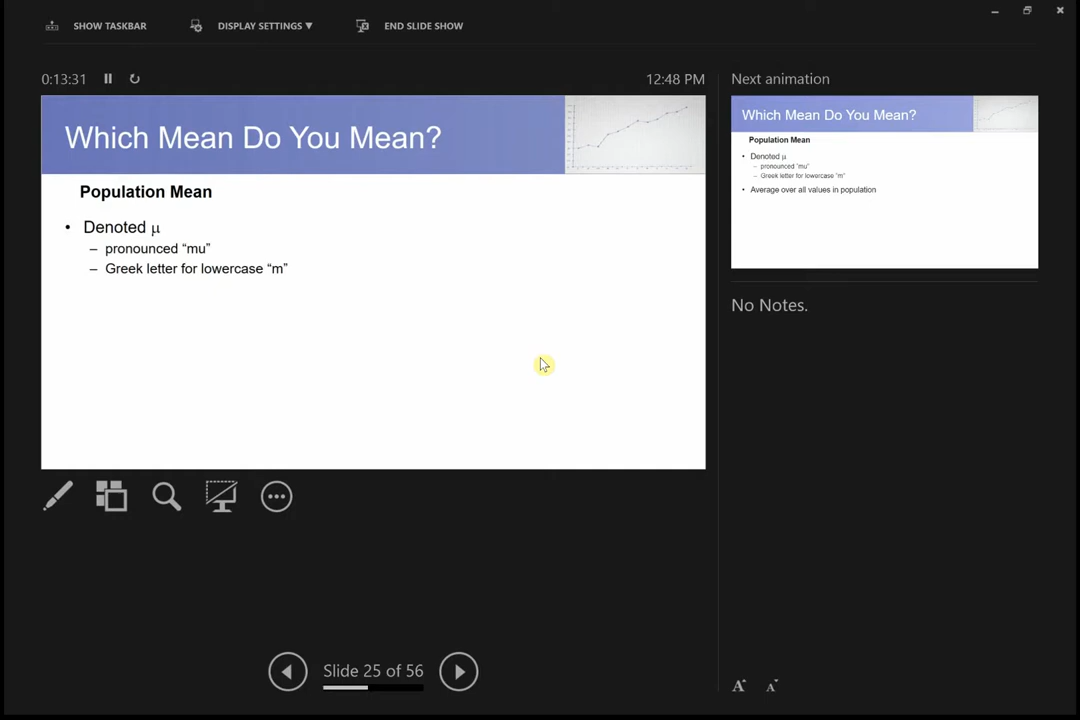 SHOW TASKBAR
DISPLAY SETTINGS ▼
END SLIDE SHOW
0:13:31
12:48 PM
Which Mean Do You Mean?
Population Mean
• Denoted μ
– pronounced “mu”
– Greek letter for lowercase “m”
Next animation
Which Mean Do You Mean?
Population Mean
• Denoted μ
– pronounced “mu”
– Greek letter for lowercase “m”
• Average over all values in population
No Notes.
Slide 25 of 56
A A